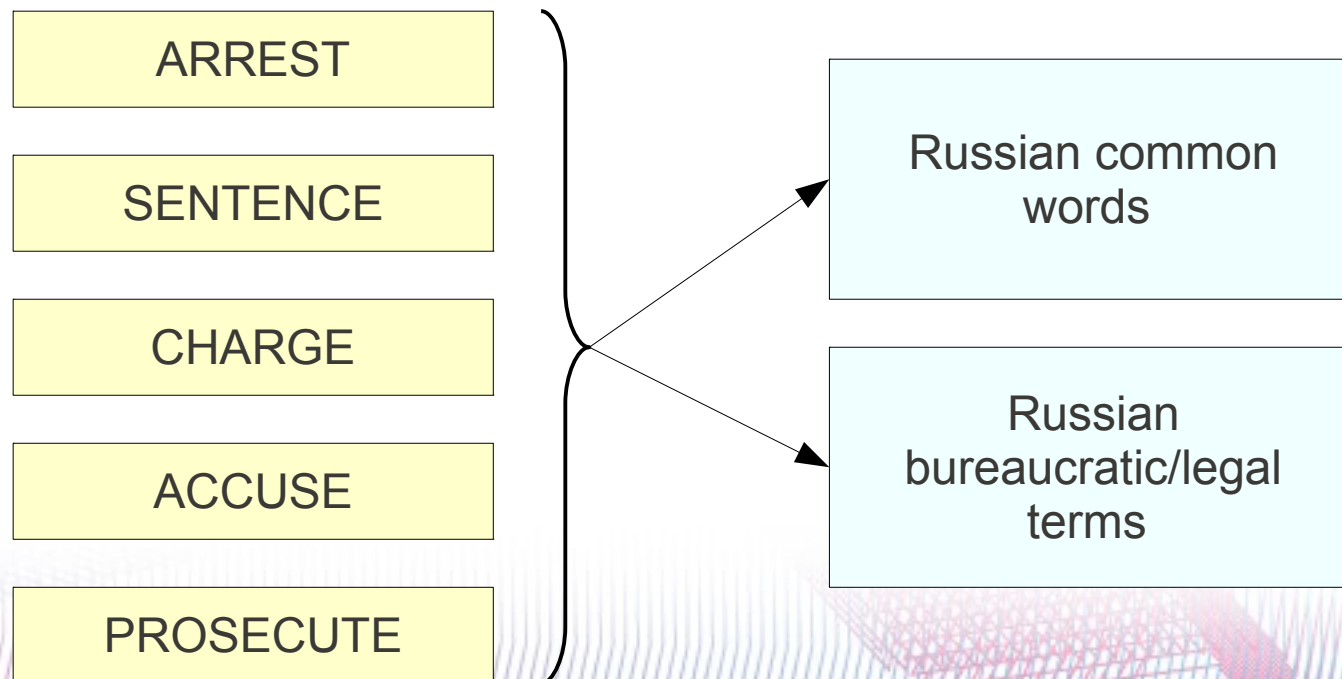 ARREST
SENTENCE
CHARGE
ACCUSE
PROSECUTE
Russian common
words
Russian
bureaucratic/legal
terms